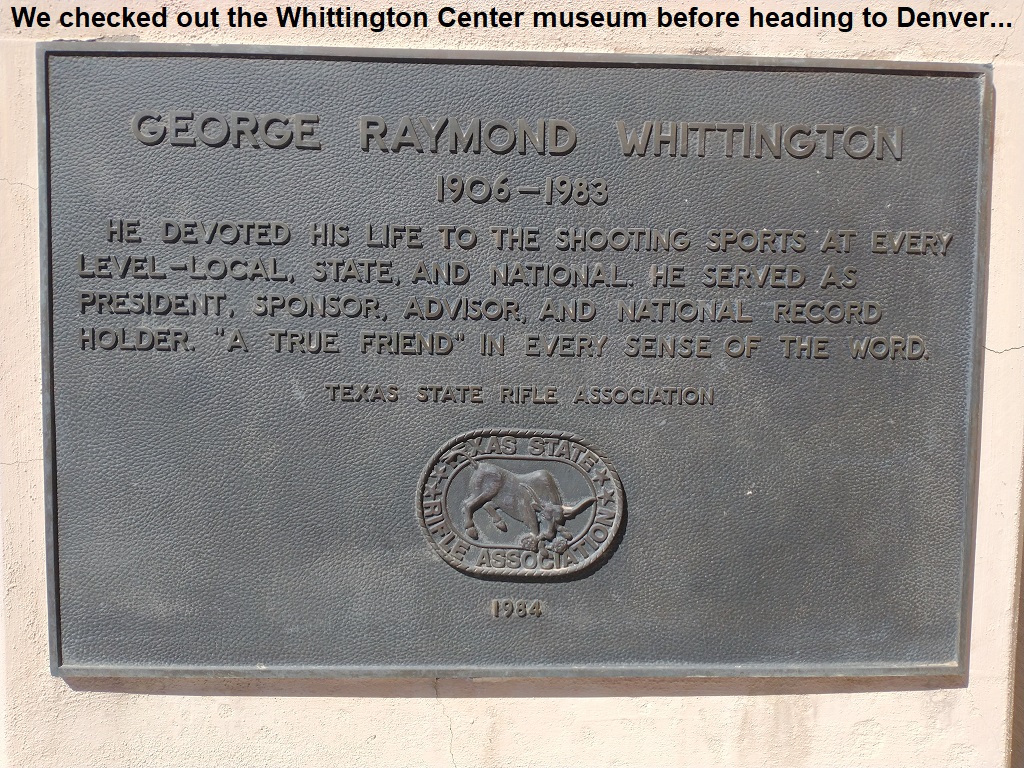 We checked out the Whittington Center museum before heading to Denver...
GEORGE RAYMOND WHITTINGTON
1906-1983
HE DEVOTED HIS LIFE TO THE SHOOTING SPORTS AT EVERY
LEVEL-LOCAL, STATE, AND NATIONAL. HE SERVED AS
PRESIDENT, SPONSOR, ADVISOR, AND NATIONAL RECORD
HOLDER. "A TRUE FRIEND" IN EVERY SENSE OF THE WORD.
TEXAS STATE RIFLE ASSOCIATION
TEXAS STATE
RIFLE ASSOCIATION
1984